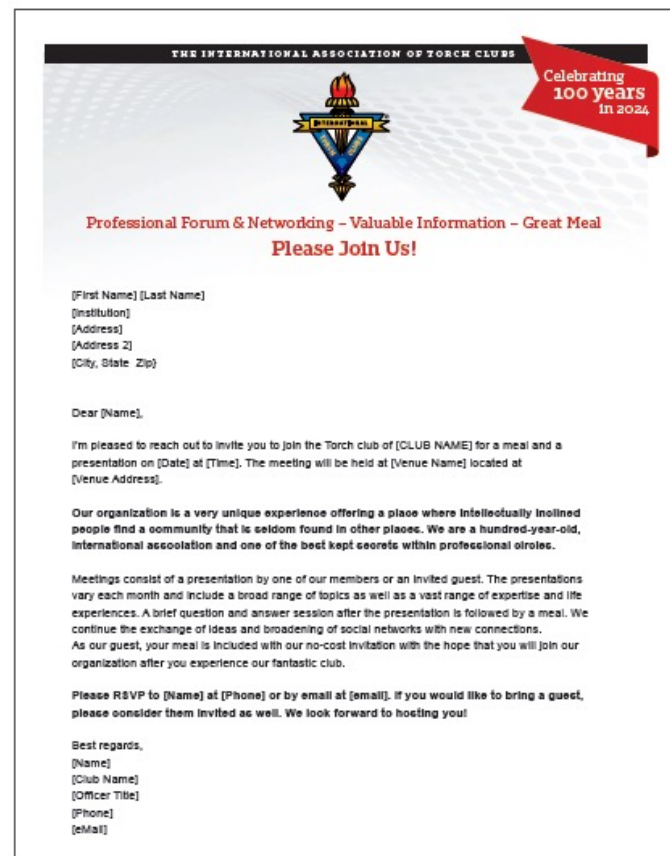 THE INTERNATIONAL ASSOCIATION OF TORCH CLUBS
Celebrating
100 years
in 2024
INTERNATIONAL
TORCH
CLUBS
Professional Forum & Networking – Valuable Information – Great Meal
Please Join Us!
[First Name] [Last Name]
[Institution]
[Address]
[Address 2]
[City, State  Zip}
Dear [Name],
I'm pleased to reach out to invite you to join the Torch club of [CLUB NAME] for a meal and a
presentation on [Date] at [Time]. The meeting will be held at [Venue Name] located at
[Venue Address].
Our organization is a very unique experience offering a place where intellectually inclined
people find a community that is seldom found in other places. We are a hundred-year-old,
international association and one of the best kept secrets within professional circles.
Meetings consist of a presentation by one of our members or an invited guest. The presentations
vary each month and include a broad range of topics as well as a vast range of expertise and life
experiences. A brief question and answer session after the presentation is followed by a meal. We
continue the exchange of ideas and broadening of social networks with new connections.
As our guest, your meal is included with our no-cost invitation with the hope that you will join our
organization after you experience our fantastic club.
Please RSVP to [Name] at [Phone] or by email at [email]. If you would like to bring a guest,
please consider them invited as well. We look forward to hosting you!
Best regards,
[Name]
[Club Name]
[Officer Title]
[Phone]
[eMail]